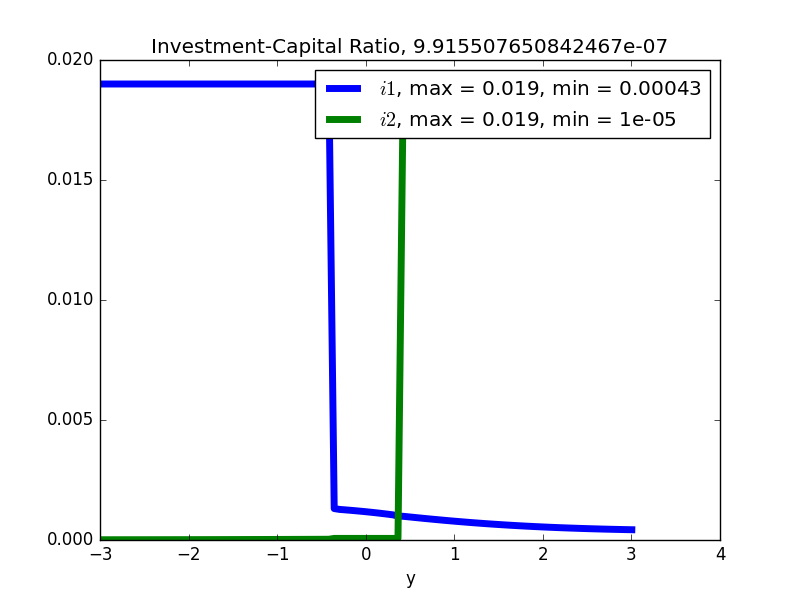 Investment-Capital Ratio, 9.915507650842467e-07
i1, max = 0.019, min = 0.00043
i2, max = 0.019, min = 1e-05
0.020
0.015
0.010
0.005
0.000
−3 −2 −1 0 1 2 3 4
y